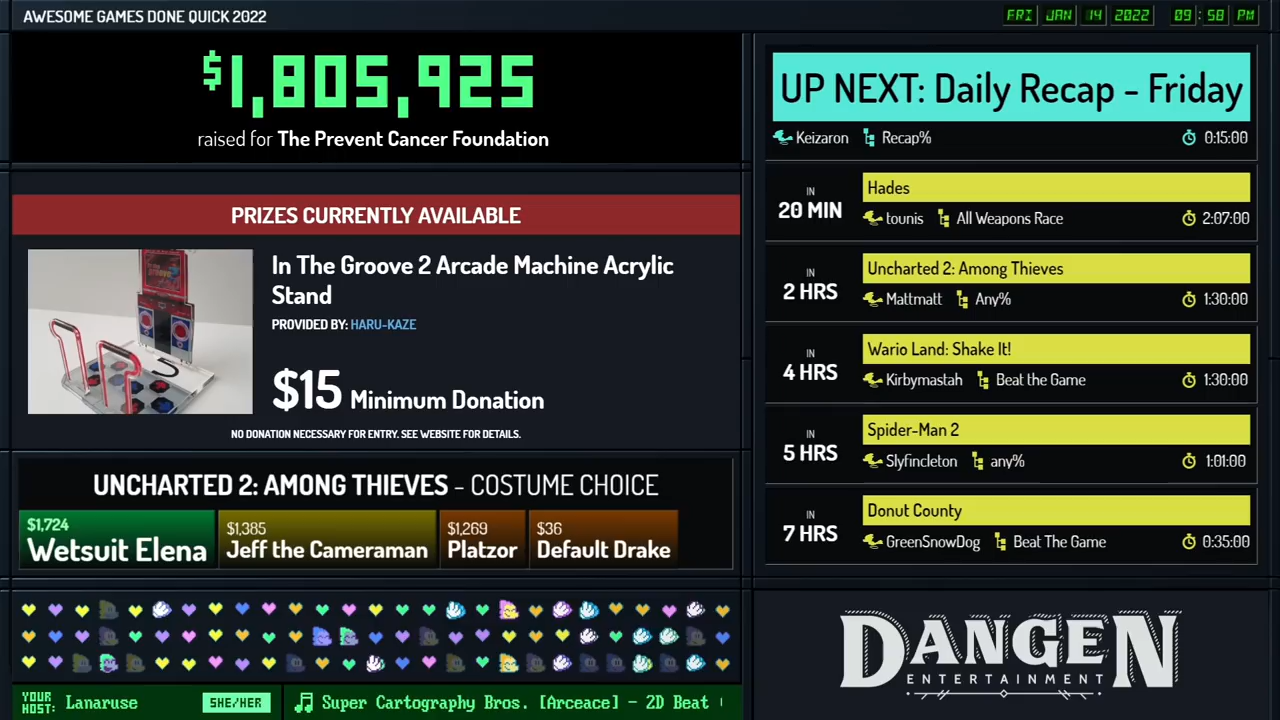 AWESOME GAMES DONE QUICK 2022
FRI JAN 14 2022 09:50 PM
$1,805,925
raised for The Prevent Cancer Foundation
PRIZES CURRENTLY AVAILABLE
In The Groove 2 Arcade Machine Acrylic
Stand
PROVIDED BY: HARU-KAZE
$15 Minimum Donation
NO DONATION NECESSARY FOR ENTRY. SEE WEBSITE FOR DETAILS.
UNCHARTED 2: AMONG THIEVES - COSTUME CHOICE
$1,724
Wetsuit Elena
$1,385
Jeff the Cameraman
$1,269
Platzor
$36
Default Drake
YOUR HOST: Lanaruse SHE/HER
Super Cartography Bros. [Arceace] - 2D Beat
UP NEXT: Daily Recap - Friday
Keizaron Recap% 0:15:00
IN 20 MIN
Hades
tounis All Weapons Race 2:07:00
IN 2 HRS
Uncharted 2: Among Thieves
Mattmatt Any% 1:30:00
IN 4 HRS
Wario Land: Shake It!
Kirbymastah Beat the Game 1:30:00
IN 5 HRS
Spider-Man 2
Slyfincleton any% 1:01:00
IN 7 HRS
Donut County
GreenSnowDog Beat The Game 0:35:00
DANGEN
ENTERTAINMENT